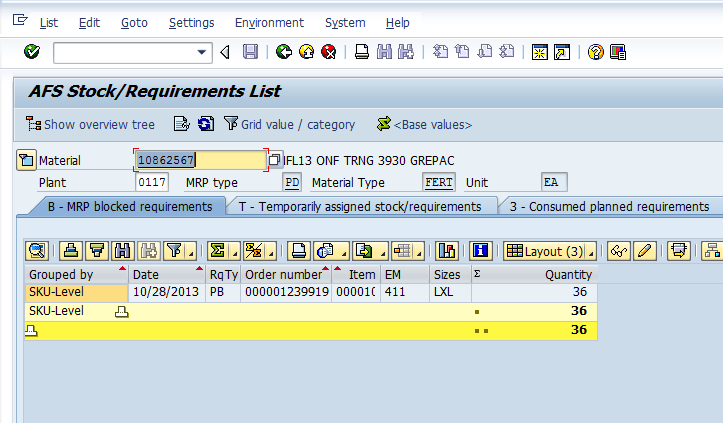 List Edit Goto Settings Environment System Help
AFS Stock/Requirements List
Show overview tree Grid value / category <Base values>
Material 10862567 IFL13 ONF TRNG 3930 GREPAC
Plant 0117 MRP type PD Material Type FERT Unit EA
B - MRP blocked requirements T - Temporarily assigned stock/requirements 3 - Consumed planned requirements
Layout (3)
Grouped by Date RqTy Order number Item EM Sizes Σ Quantity
SKU-Level 10/28/2013 PB 000001239919 00001( 411 LXL 36
SKU-Level 36
36